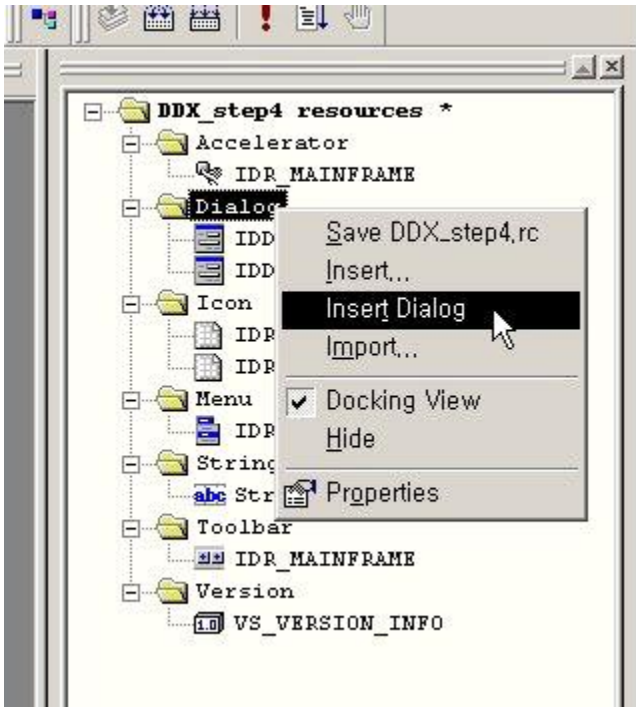 DDX_step4 resources *
Accelerator
IDR_MAINFRAME
Dialog
IDD
IDD
Icon
IDR
IDR
Menu
IDR
String
abc Str
Toolbar
IDR_MAINFRAME
Version
1.0 VS_VERSION_INFO
Save DDX_step4.rc
Insert...
Insert Dialog
Import...
Docking View
Hide
Properties